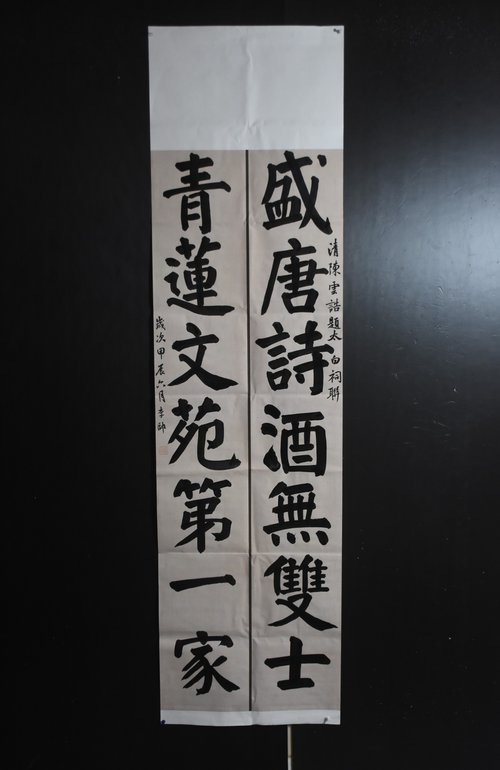 盛唐詩酒無雙士
清陳雲誥題太白祠聯
青蓮文苑第一家
歲次甲辰六月李帥